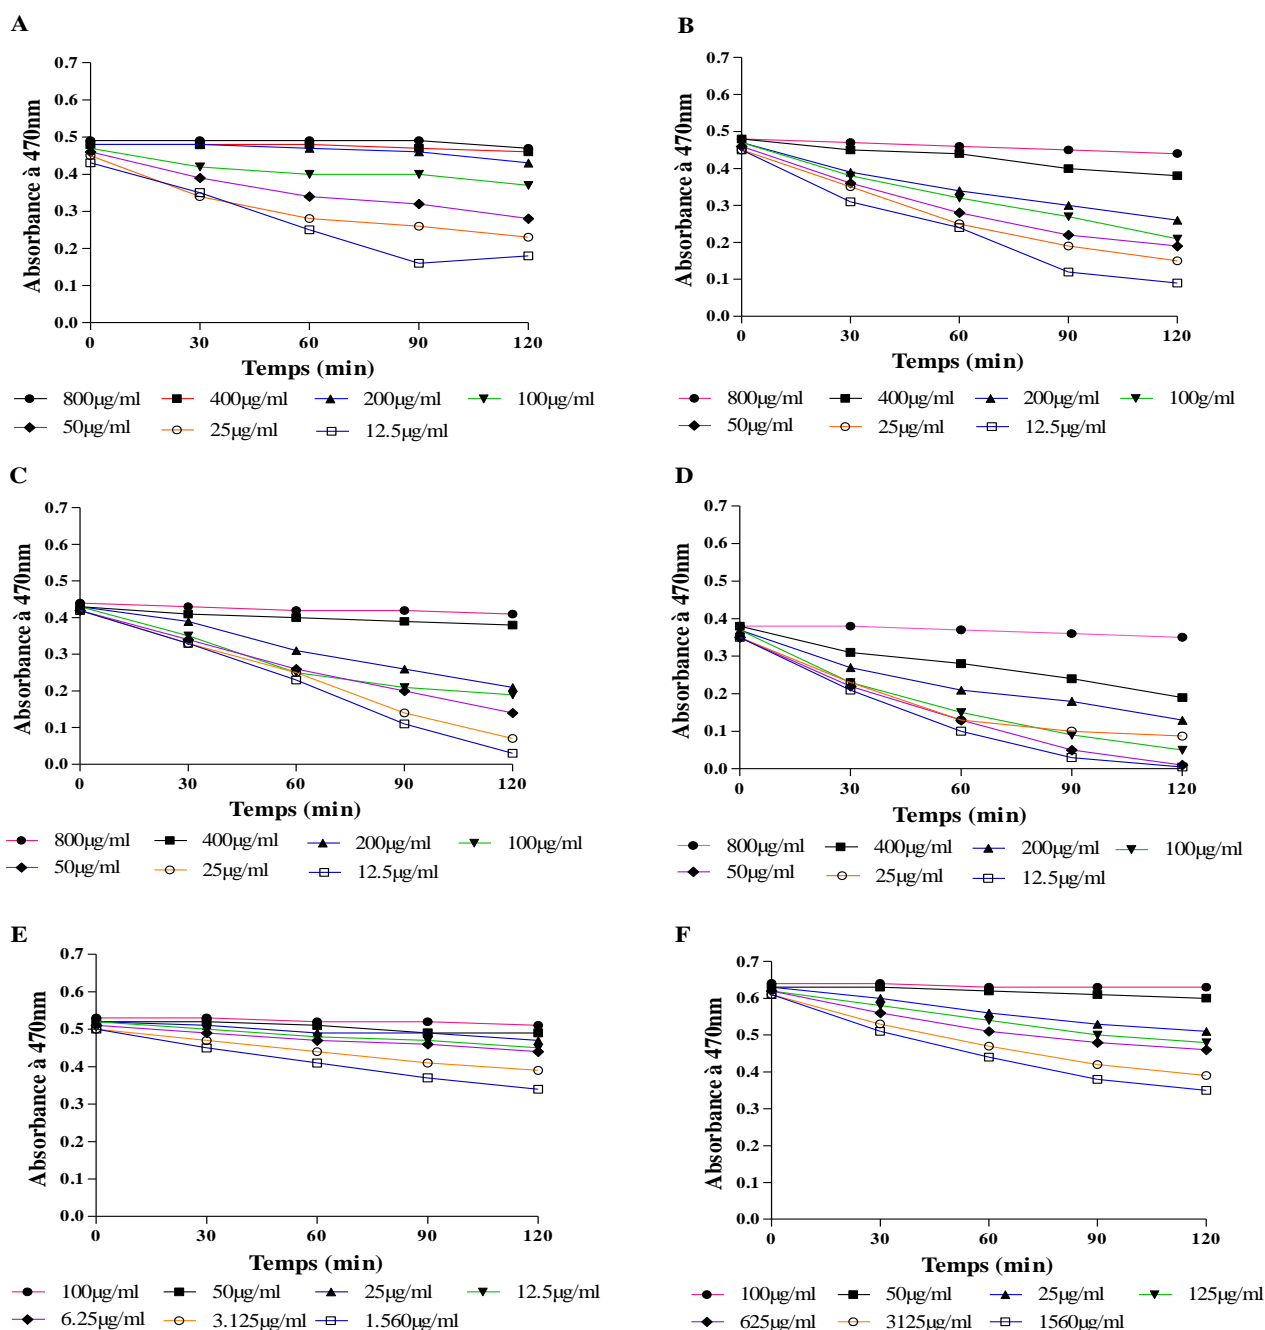 A
0.7
0.6
0.5
0.4
0.3
0.2
0.1
0.0
Absorbance à 470nm
0 30 60 90 120
Temps (min)
800µg/ml 400µg/ml 200µg/ml 100µg/ml
50µg/ml 25µg/ml 12.5µg/ml
B
0.7
0.6
0.5
0.4
0.3
0.2
0.1
0.0
Absorbance à 470nm
0 30 60 90 120
Temps (min)
800µg/ml 400µg/ml 200µg/ml 100g/ml
50µg/ml 25µg/ml 12.5µg/ml
C
0.7
0.6
0.5
0.4
0.3
0.2
0.1
0.0
Absorbance à 470nm
0 30 60 90 120
Temps (min)
800µg/ml 400µg/ml 200µg/ml 100µg/ml
50µg/ml 25µg/ml 12.5µg/ml
D
0.7
0.6
0.5
0.4
0.3
0.2
0.1
0.0
Absorbance à 470nm
0 30 60 90 120
Temps (min)
800µg/ml 400µg/ml 200µg/ml 100µg/ml
50µg/ml 25µg/ml 12.5µg/ml
E
0.7
0.6
0.5
0.4
0.3
0.2
0.1
0.0
Absorbance à 470nm
0 30 60 90 120
Temps (min)
100µg/ml 50µg/ml 25µg/ml 12.5µg/ml
6.25µg/ml 3.125µg/ml 1.560µg/ml
F
0.7
0.6
0.5
0.4
0.3
0.2
0.1
0.0
Absorbance à 470nm
0 30 60 90 120
Temps (min)
100µg/ml 50µg/ml 25µg/ml 125µg/ml
625µg/ml 3125µg/ml 1560µg/ml